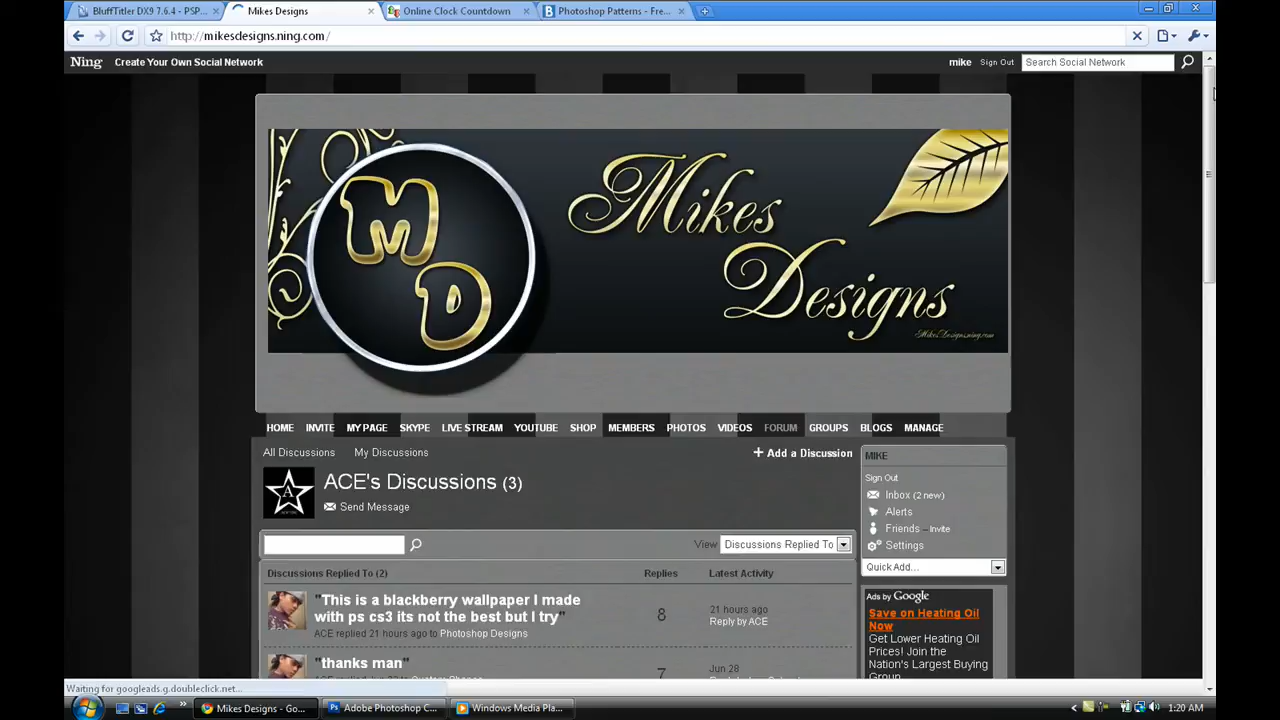 BluffTitler DX9 7.6.4 - PSP...
Mikes Designs
Online Clock Countdown
Photoshop Patterns - Fre...
http://mikesdesigns.ning.com/
Ning
Create Your Own Social Network
mike
Sign Out
Search Social Network
M D
Mikes
Designs
MikesDesigns.ning.com
HOME
INVITE
MY PAGE
SKYPE
LIVE STREAM
YOUTUBE
SHOP
MEMBERS
PHOTOS
VIDEOS
FORUM
GROUPS
BLOGS
MANAGE
All Discussions
My Discussions
+ Add a Discussion
A
ACE's Discussions (3)
Send Message
View
Discussions Replied To
Discussions Replied To (2)
Replies
Latest Activity
"This is a blackberry wallpaper I made
with ps cs3 its not the best but I try"
ACE replied 21 hours ago to Photoshop Designs
8
21 hours ago
Reply by ACE
"thanks man"
7
Jun 28
MIKE
Sign Out
Inbox (2 new)
Alerts
Friends – Invite
Settings
Quick Add...
Ads by Google
Save on Heating Oil
Now
Get Lower Heating Oil
Prices! Join the
Nation's Largest Buying
Group
Waiting for googleads.g.doubleclick.net...
Mikes Designs - Go...
Adobe Photoshop C...
Windows Media Pla...
1:20 AM